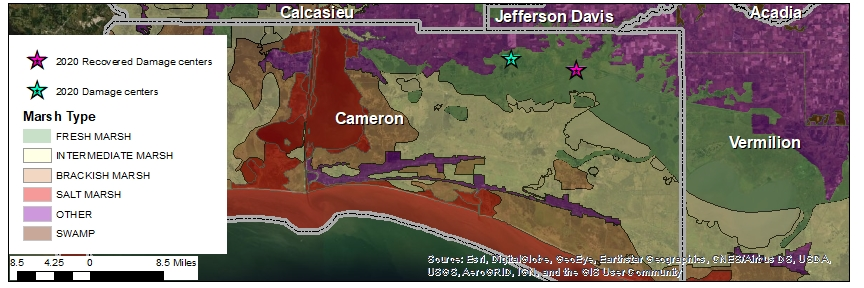 Calcasieu
Jefferson Davis
Acadia
2020 Recovered Damage centers
2020 Damage centers
Marsh Type
FRESH MARSH
INTERMEDIATE MARSH
BRACKISH MARSH
SALT MARSH
OTHER
SWAMP
Cameron
Vermilion
8.5 4.25 0 8.5 Miles
Source: Esri, DigitalGlobe, GeoEye, Earthstar Geographics, CNES/Airbus DS, USDA,
USGS, AeroGRID, IGN, and the GIS User Community